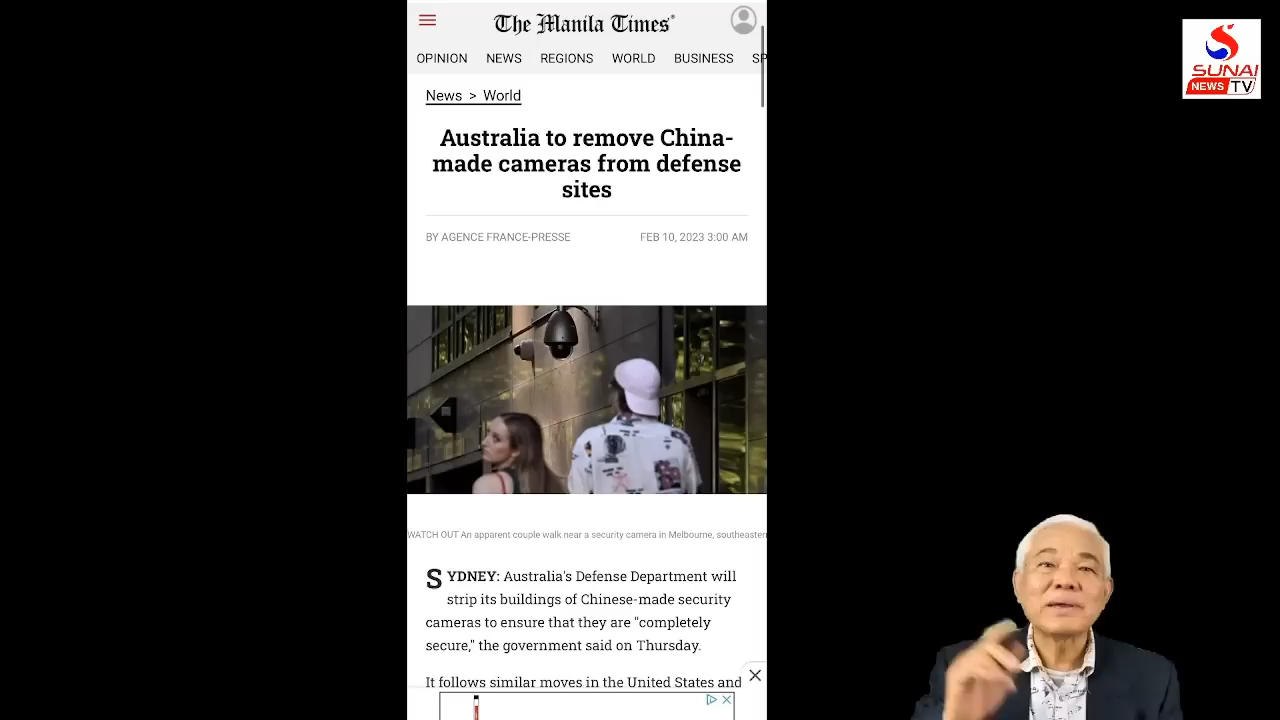 The Manila Times®
OPINION NEWS REGIONS WORLD BUSINESS SP
News > World
Australia to remove China-
made cameras from defense
sites
BY AGENCE FRANCE-PRESSE FEB 10, 2023 3:00 AM
WATCH OUT An apparent couple walk near a security camera in Melbourne, southeastern
SYDNEY: Australia's Defense Department will
strip its buildings of Chinese-made security
cameras to ensure that they are "completely
secure," the government said on Thursday.
It follows similar moves in the United States and
SUNAI
NEWS TV